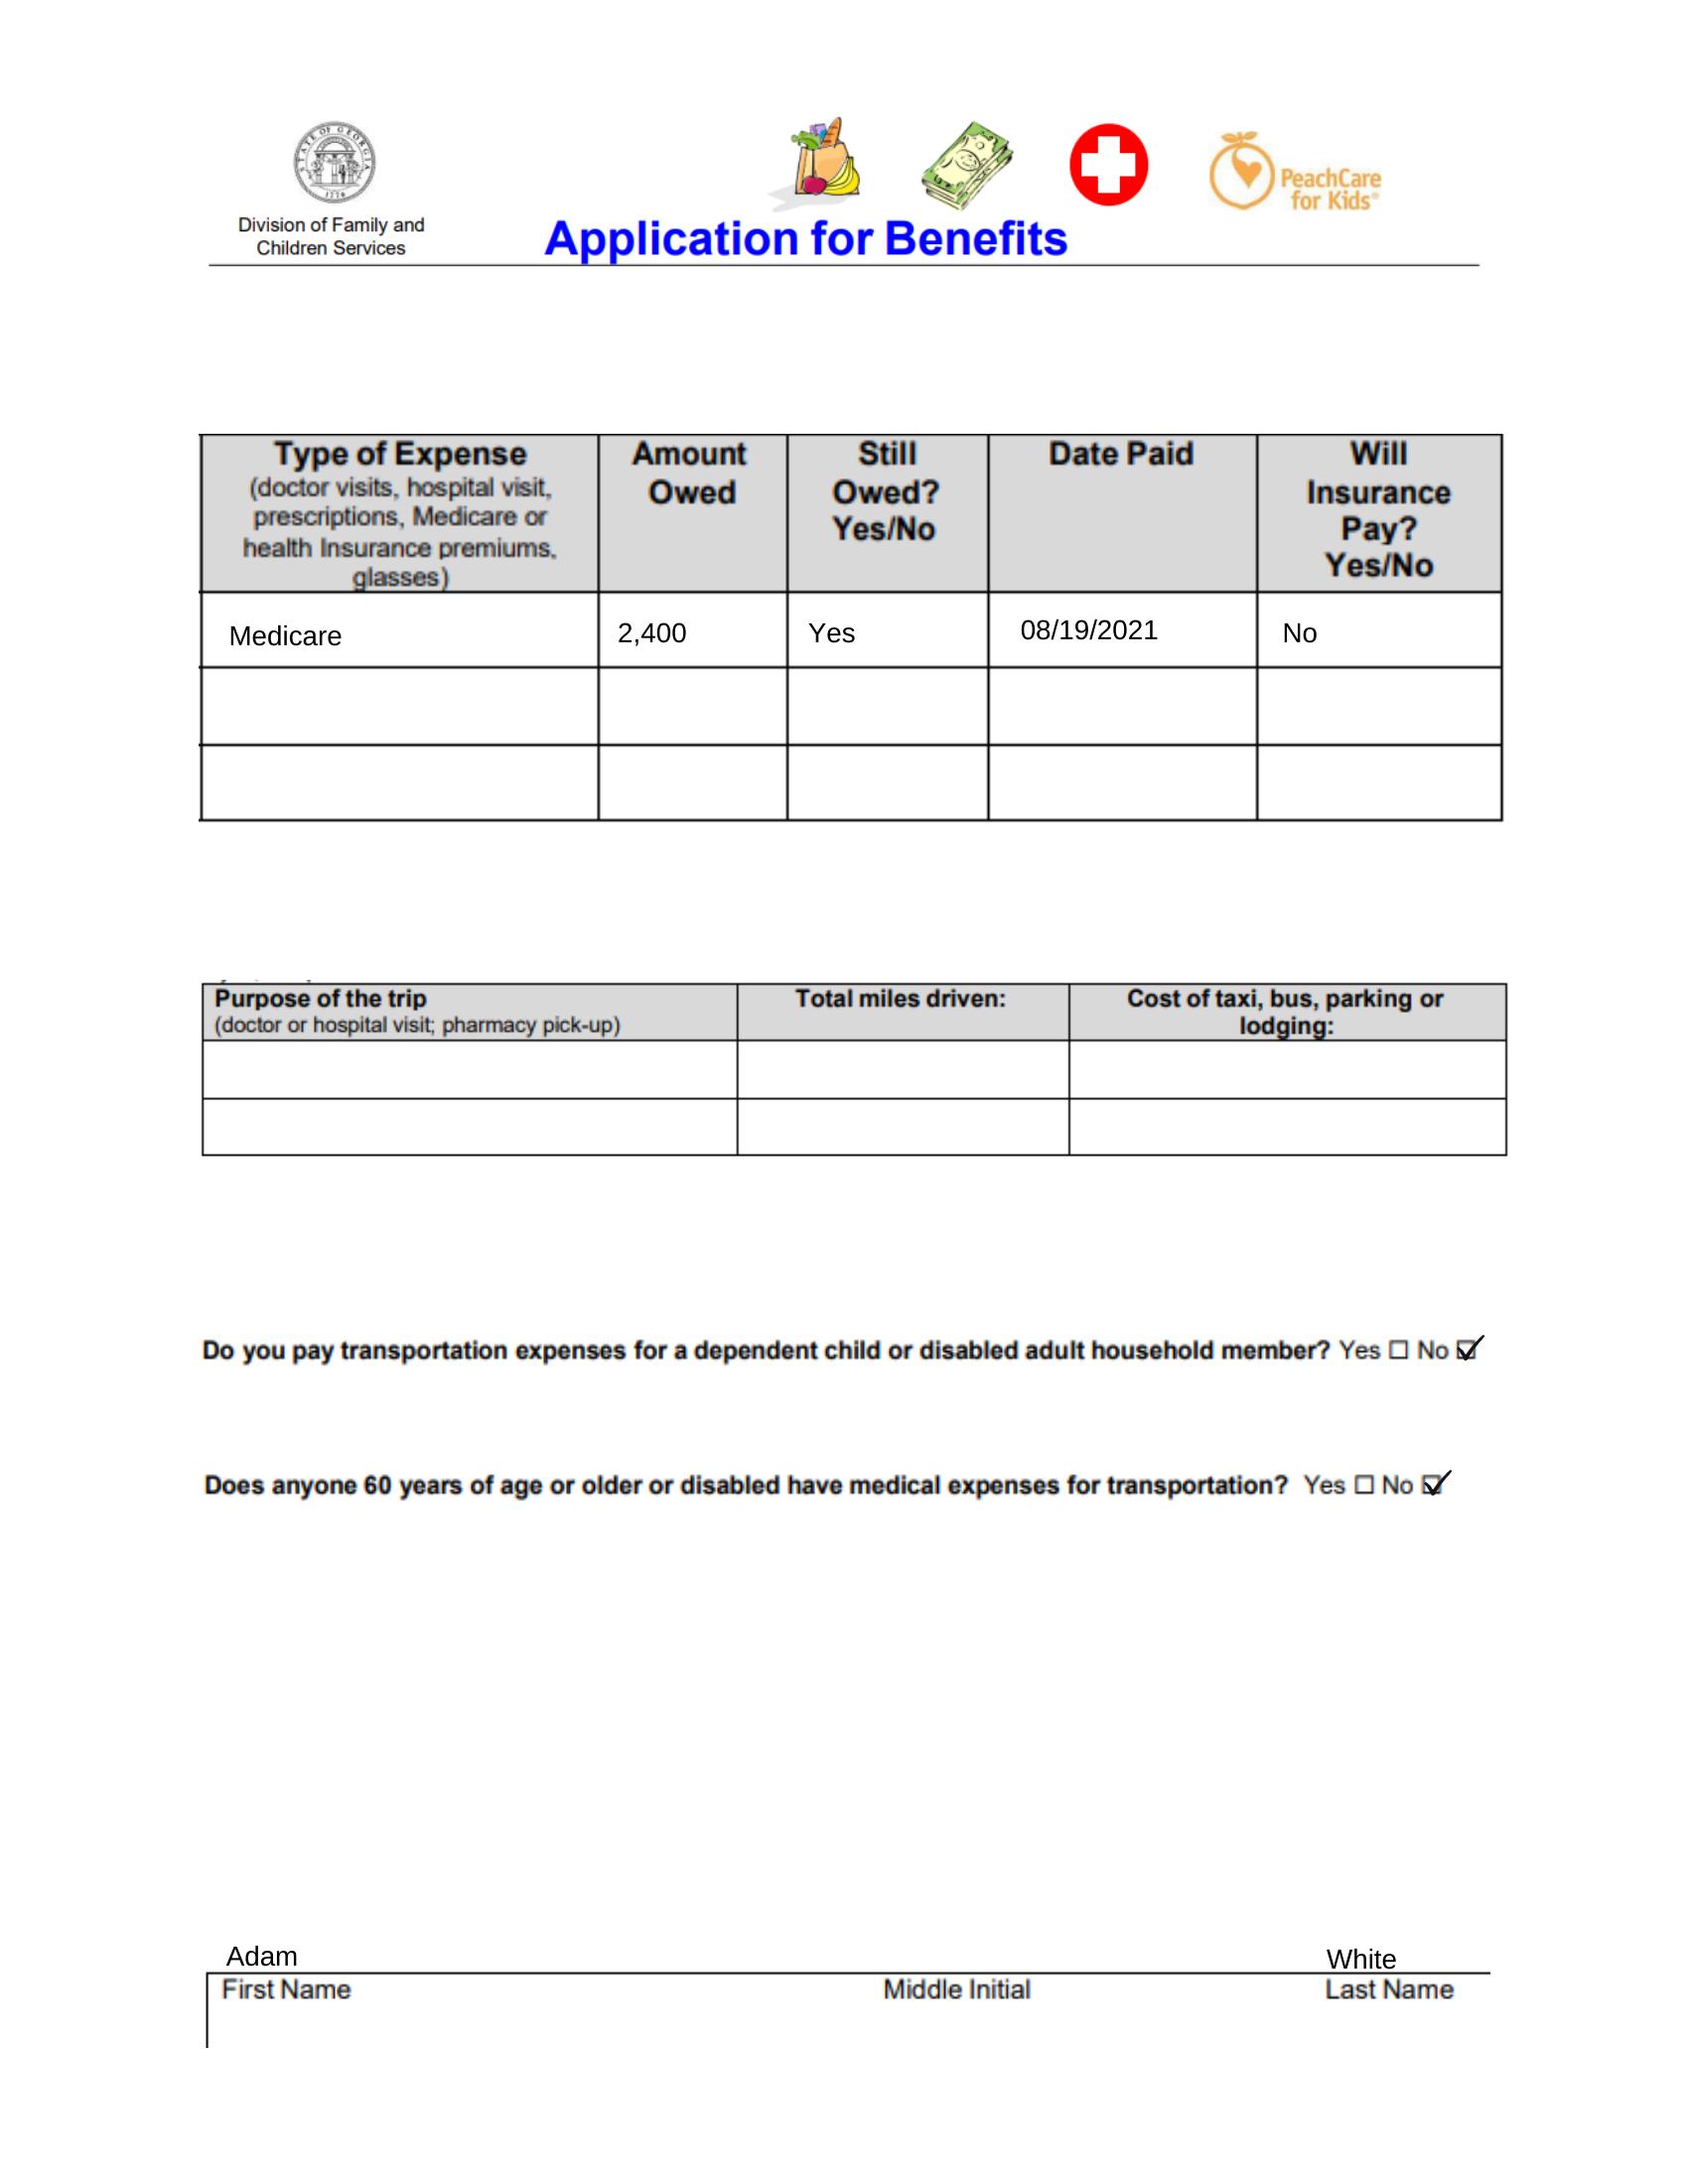 STATE OF GEORGIA
1776
PeachCare
for Kids®
Division of Family and
Children Services
Application for Benefits
Type of Expense Amount Still Date Paid Will
(doctor visits, hospital visit, Owed Owed? Insurance
prescriptions, Medicare or Yes/No Pay?
health Insurance premiums, Yes/No
glasses)
Medicare 2,400 Yes 08/19/2021 No
Purpose of the trip Total miles driven: Cost of taxi, bus, parking or
(doctor or hospital visit; pharmacy pick-up) lodging:
Do you pay transportation expenses for a dependent child or disabled adult household member? Yes ☐ No ☑
Does anyone 60 years of age or older or disabled have medical expenses for transportation? Yes ☐ No ☑
Adam White
First Name Middle Initial Last Name